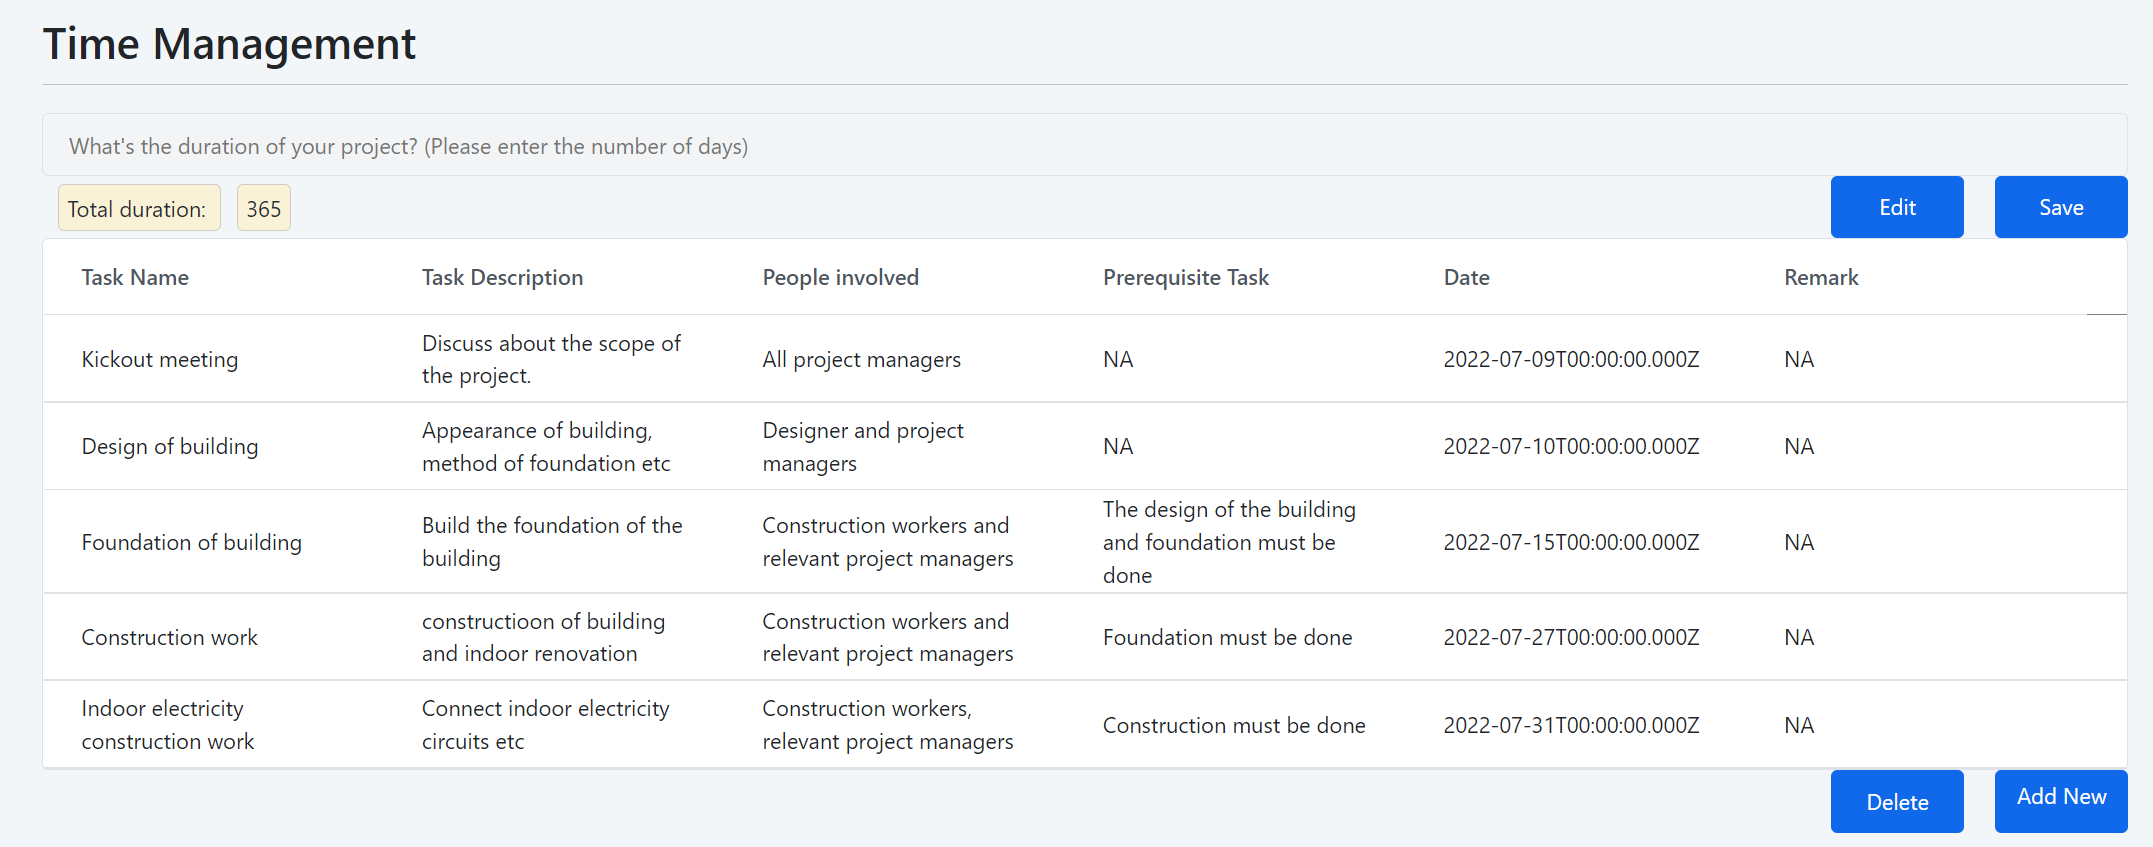 Time Management
What's the duration of your project? (Please enter the number of days)
Total duration: 365
Edit Save
Task Name Task Description People involved Prerequisite Task Date Remark
Kickout meeting
Discuss about the scope of
the project.
All project managers
NA
2022-07-09T00:00:00.000Z
NA
Design of building
Appearance of building,
method of foundation etc
Designer and project
managers
NA
2022-07-10T00:00:00.000Z
NA
Foundation of building
Build the foundation of the
building
Construction workers and
relevant project managers
The design of the building
and foundation must be
done
2022-07-15T00:00:00.000Z
NA
Construction work
constructioon of building
and indoor renovation
Construction workers and
relevant project managers
Foundation must be done
2022-07-27T00:00:00.000Z
NA
Indoor electricity
construction work
Connect indoor electricity
circuits etc
Construction workers,
relevant project managers
Construction must be done
2022-07-31T00:00:00.000Z
NA
Delete Add New